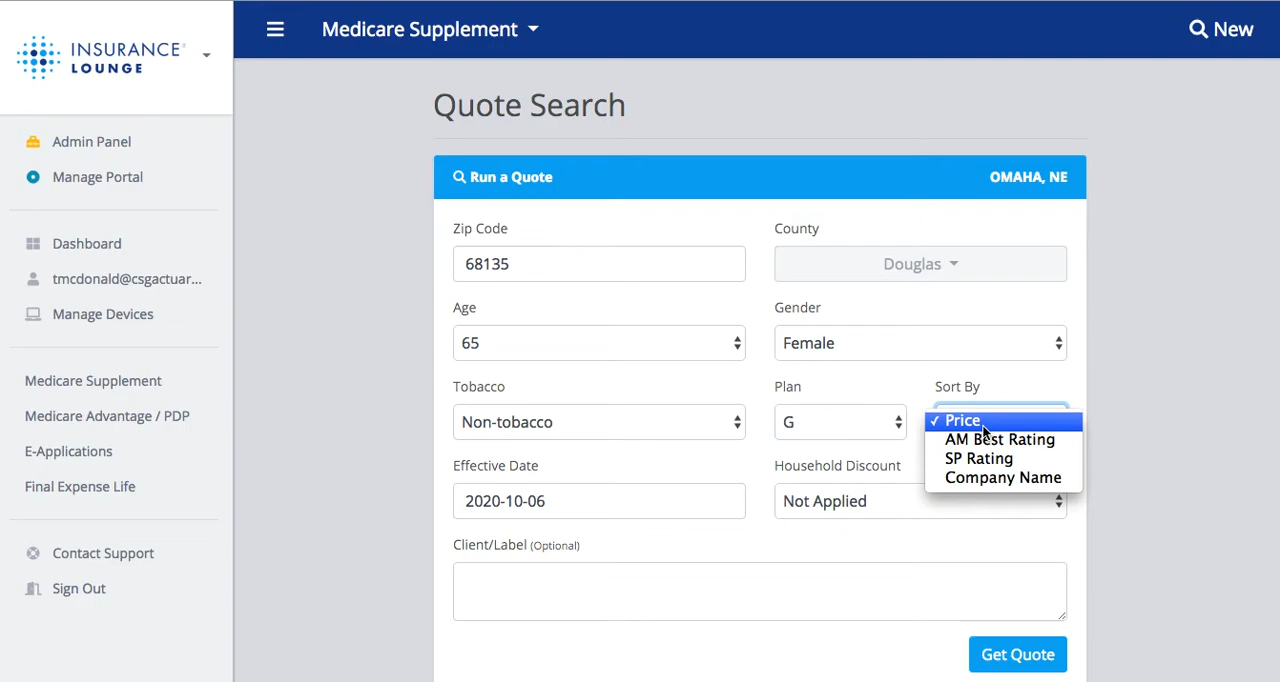 INSURANCE
LOUNGE
Medicare Supplement
New
Admin Panel
Manage Portal
Dashboard
tmcdonald@csgactuar...
Manage Devices
Medicare Supplement
Medicare Advantage / PDP
E-Applications
Final Expense Life
Contact Support
Sign Out
Quote Search
Run a Quote OMAHA, NE
Zip Code County
68135 Douglas
Age Gender
65 Female
Tobacco Plan Sort By
Non-tobacco G
✓ Price
AM Best Rating
SP Rating
Company Name
Effective Date Household Discount
2020-10-06 Not Applied
Client/Label (Optional)
Get Quote